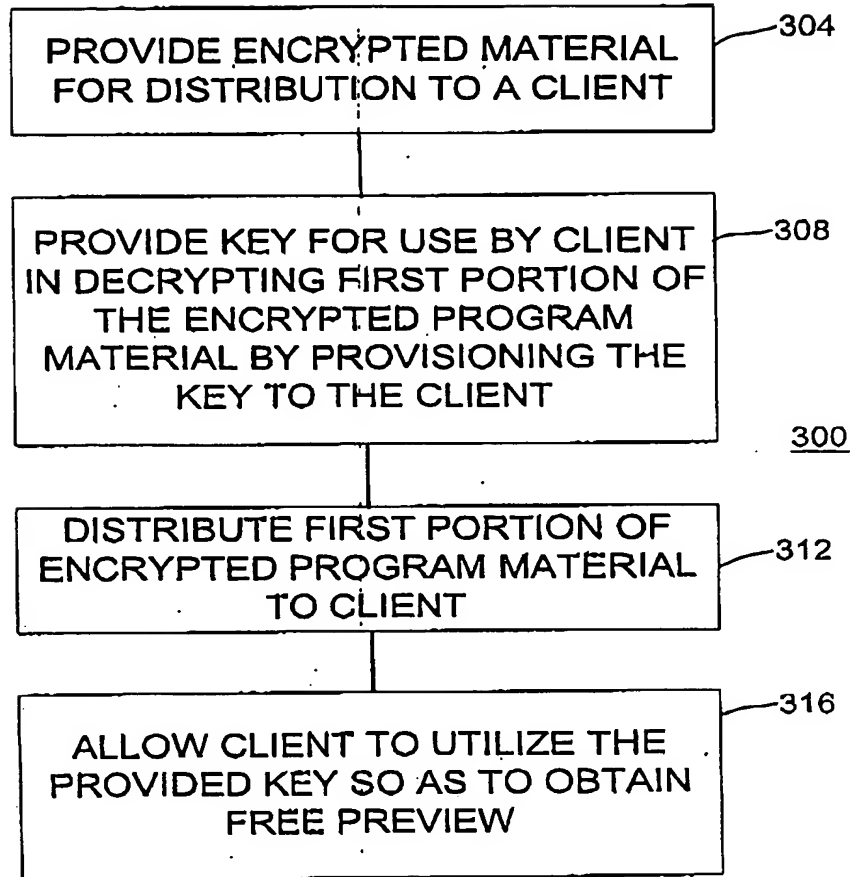 PROVIDE ENCRYPTED MATERIAL
FOR DISTRIBUTION TO A CLIENT
304
PROVIDE KEY FOR USE BY CLIENT
IN DECRYPTING FIRST PORTION OF
THE ENCRYPTED PROGRAM
MATERIAL BY PROVISIONING THE
KEY TO THE CLIENT
308
300
DISTRIBUTE FIRST PORTION OF
ENCRYPTED PROGRAM MATERIAL
TO CLIENT
312
ALLOW CLIENT TO UTILIZE THE
PROVIDED KEY SO AS TO OBTAIN
FREE PREVIEW
316